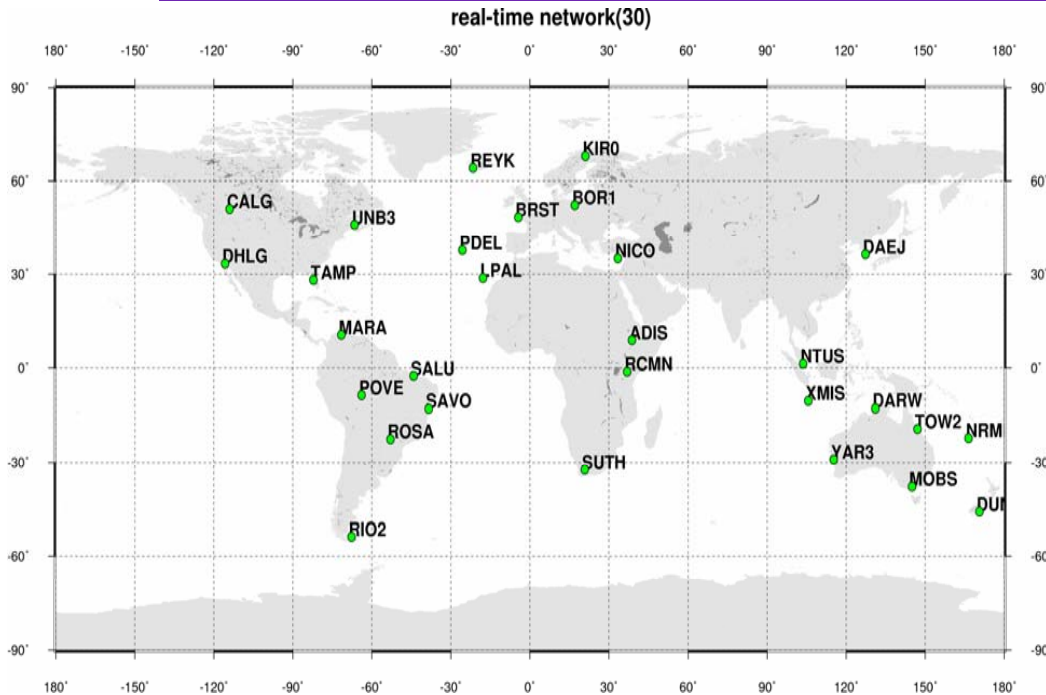 real-time network(30)
180° -150° -120° -90° -60° -30° 0° 30° 60° 90° 120° 150° 180°
90° 90°
KIR0
REYK
60° 60°
CALG
BOR1
BRST
UNB3
PDEL
NICO
DAEJ
DHLG
LPAL
TAMP
30° 30°
MARA
ADIS
NTUS
RCMN
SALU
0° 0°
POVE
XMIS
SAVO
DARW
TOW2
ROSA
NRM
YAR3
SUTH
-30° -30°
MOBS
DUN
RIO2
-60° -60°
-90° -90°
180° -150° -120° -90° -60° -30° 0° 30° 60° 90° 120° 150° 180°